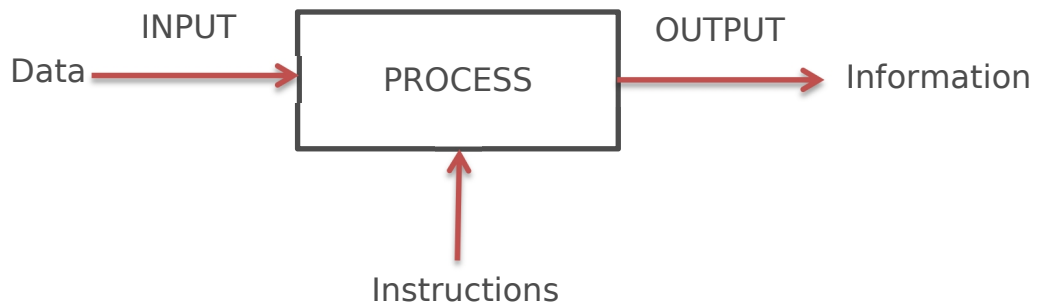 INPUT
OUTPUT
Data
PROCESS
Information
Instructions